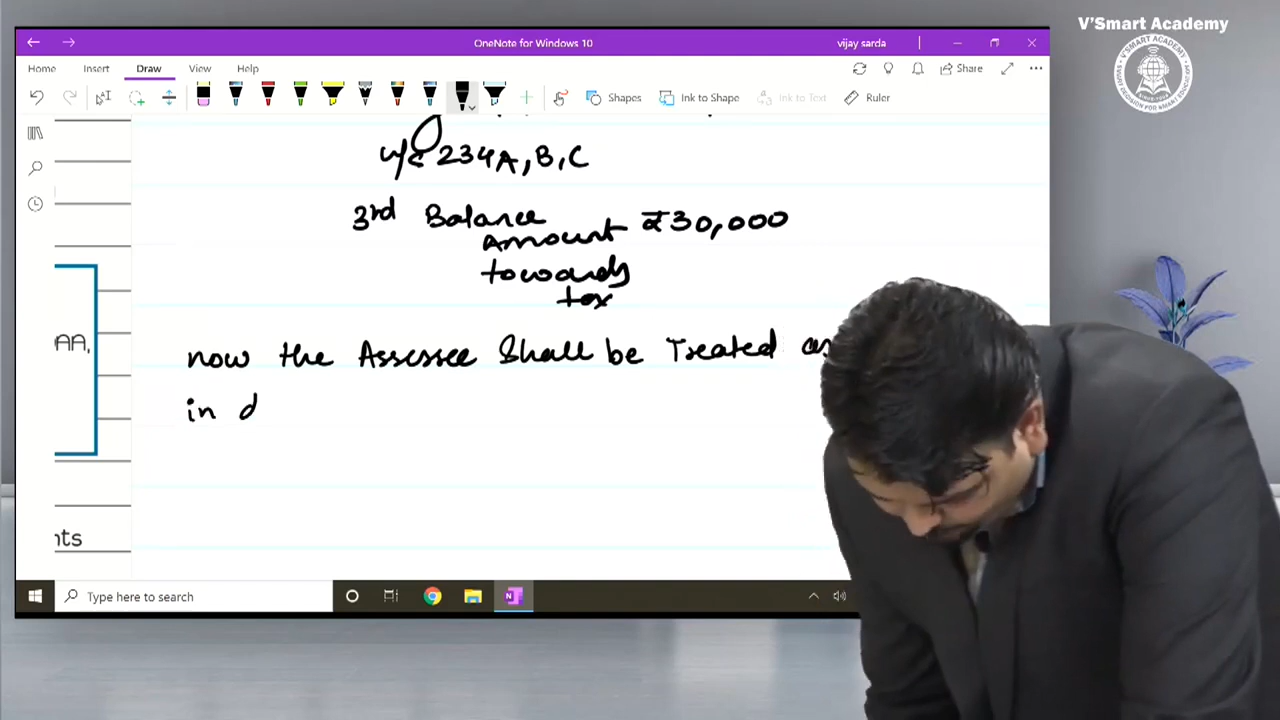 V'Smart Academy
OneNote for Windows 10
vijay sarda
Home Insert Draw View Help
Share
Shapes Ink to Shape Ink to Text Ruler
u/s 234A, B, C
3rd Balance
amount ₹30,000
towards
tax
now the Assessee Shall be Treated as
in d
AA,
nts
Type here to search